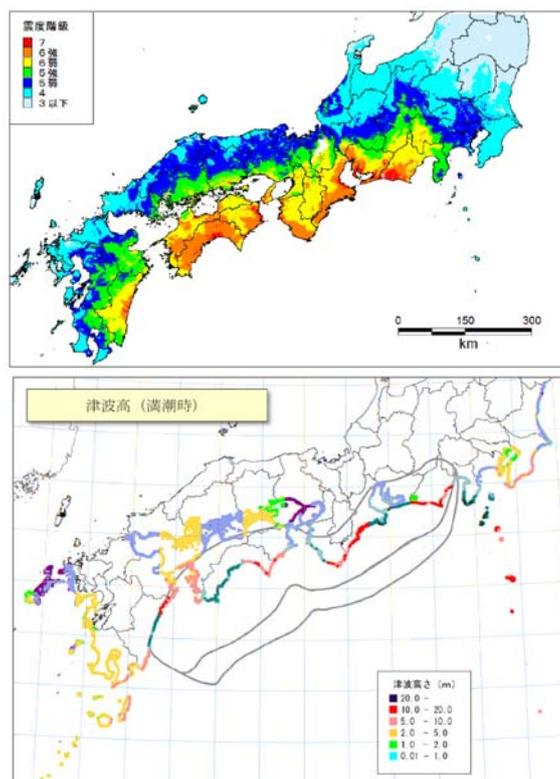 震度階級
7
6強
6弱
5強
5弱
4
3以下
0 150 300
km
津波高（満潮時）
津波高さ（m）
20.0 -
10.0 - 20.0
5.0 - 10.0
2.0 - 5.0
1.0 - 2.0
0.01 - 1.0